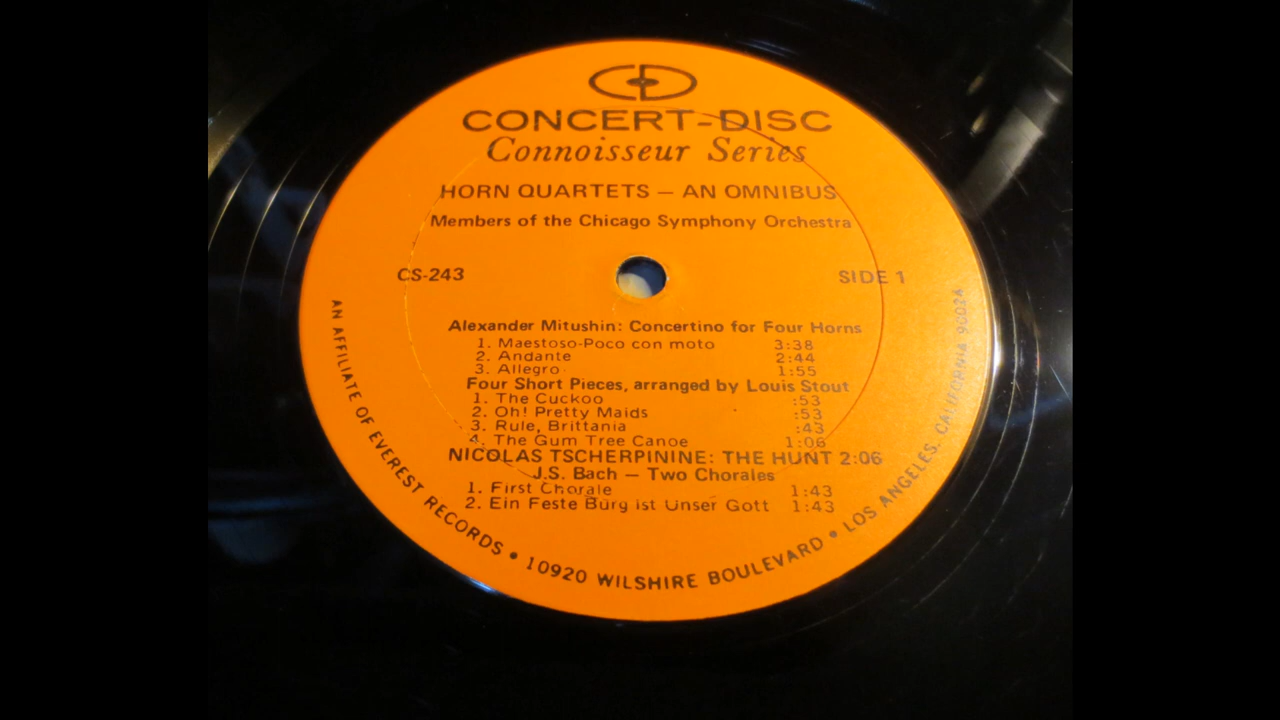 CD
CONCERT-DISC
Connoisseur Series
HORN QUARTETS — AN OMNIBUS
Members of the Chicago Symphony Orchestra
CS-243
SIDE 1
Alexander Mitushin: Concertino for Four Horns
1. Maestoso-Poco con moto 3:38
2. Andante 2:44
3. Allegro 1:55
Four Short Pieces, arranged by Louis Stout
1. The Cuckoo :53
2. Oh! Pretty Maids :53
3. Rule, Brittania :43
4. The Gum Tree Canoe 1:06
NICOLAS TSCHERPININE: THE HUNT 2:06
J.S. Bach — Two Chorales
1. First Chorale 1:43
2. Ein Feste Burg ist Unser Gott 1:43
AN AFFILIATE OF EVEREST RECORDS • 10920 WILSHIRE BOULEVARD • LOS ANGELES, CALIFORNIA 90024